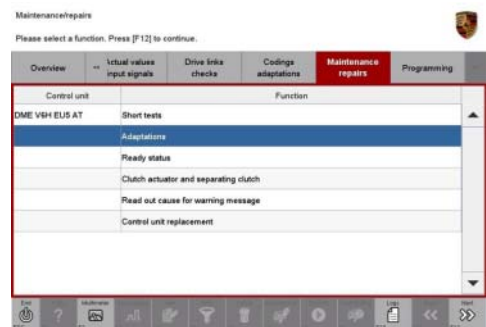 Maintenance/repairs
Please select a function. Press [F12] to continue.
Overview
Actual values input signals
Drive links checks
Codings adaptations
Maintenance repairs
Programming
Control unit
Function
DME V6H EU5 AT
Short tests
Adaptations
Ready status
Clutch actuator and separating clutch
Read out cause for warning message
Control unit replacement
End
Multimeter
Logs
Next